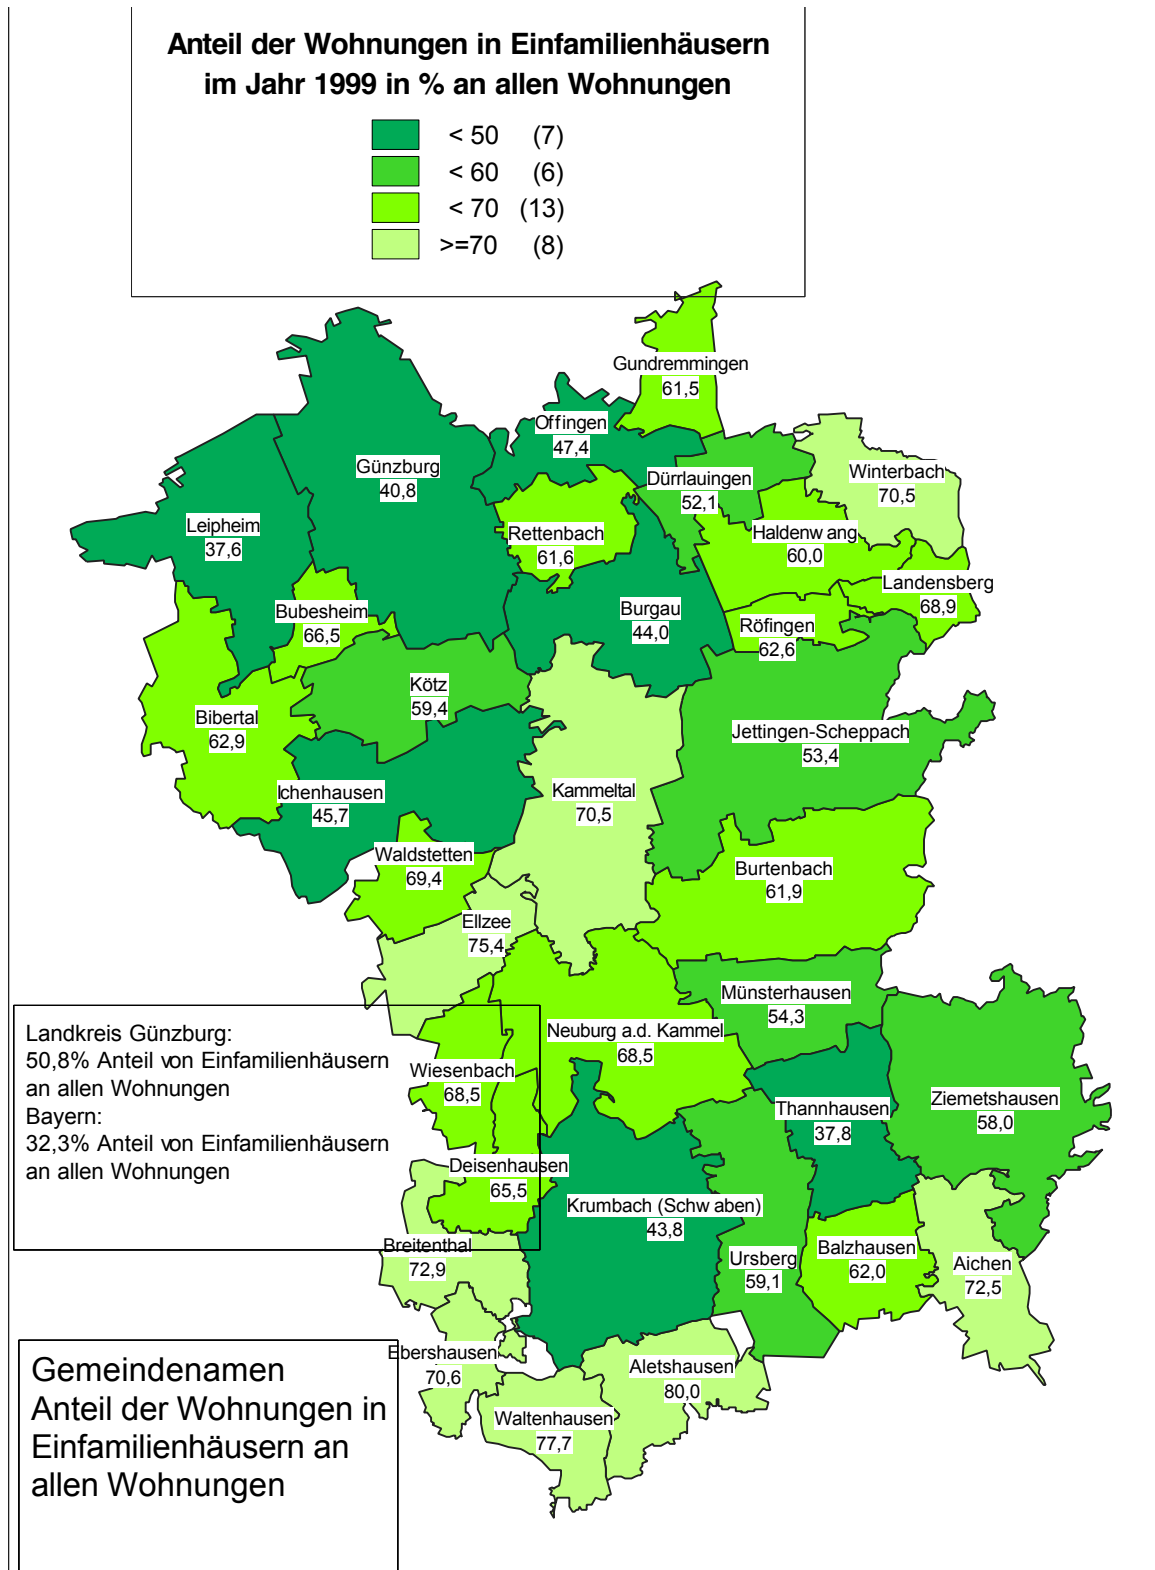 Anteil der Wohnungen in Einfamilienhäusern
im Jahr 1999 in % an allen Wohnungen
< 50 (7)
< 60 (6)
< 70 (13)
>=70 (8)
Gundremmingen
61,5
Offingen
47,4
Günzburg
40,8
Dürrlauingen
52,1
Winterbach
70,5
Leipheim
37,6
Rettenbach
61,6
Haldenwang
60,0
Landensberg
68,9
Bubesheim
66,5
Burgau
44,0
Röfingen
62,6
Kötz
59,4
Bibertal
62,9
Jettingen-Scheppach
53,4
Ichenhausen
45,7
Kammeltal
70,5
Waldstetten
69,4
Burtenbach
61,9
Ellzee
75,4
Münsterhausen
54,3
Landkreis Günzburg:
50,8% Anteil von Einfamilienhäusern
an allen Wohnungen
Bayern:
32,3% Anteil von Einfamilienhäusern
an allen Wohnungen
Neuburg a.d. Kammel
68,5
Wiesenbach
68,5
Thannhausen
37,8
Ziemetshausen
58,0
Deisenhausen
65,5
Krumbach (Schwaben)
43,8
Breitenthal
72,9
Ursberg
59,1
Balzhausen
62,0
Aichen
72,5
Ebershausen
70,6
Aletshausen
80,0
Waltenhausen
77,7
Gemeindenamen
Anteil der Wohnungen in
Einfamilienhäusern an
allen Wohnungen